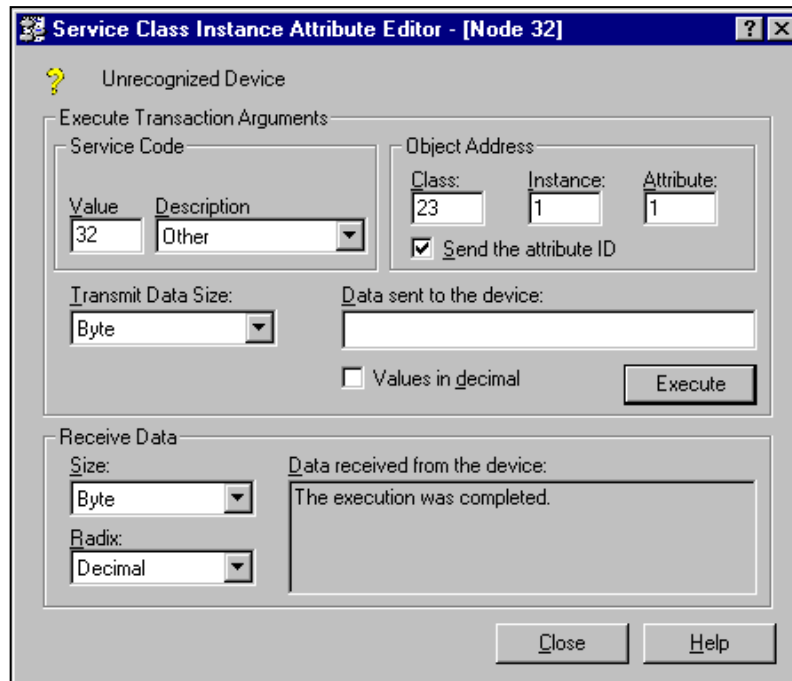 Service Class Instance Attribute Editor - [Node 32]
Unrecognized Device
Execute Transaction Arguments
Service Code
Object Address
Class: Instance: Attribute:
Value Description
23 1 1
32 Other
Send the attribute ID
Transmit Data Size: Data sent to the device:
Byte
Values in decimal
Execute
Receive Data
Size: Data received from the device:
Byte The execution was completed.
Radix:
Decimal
Close Help